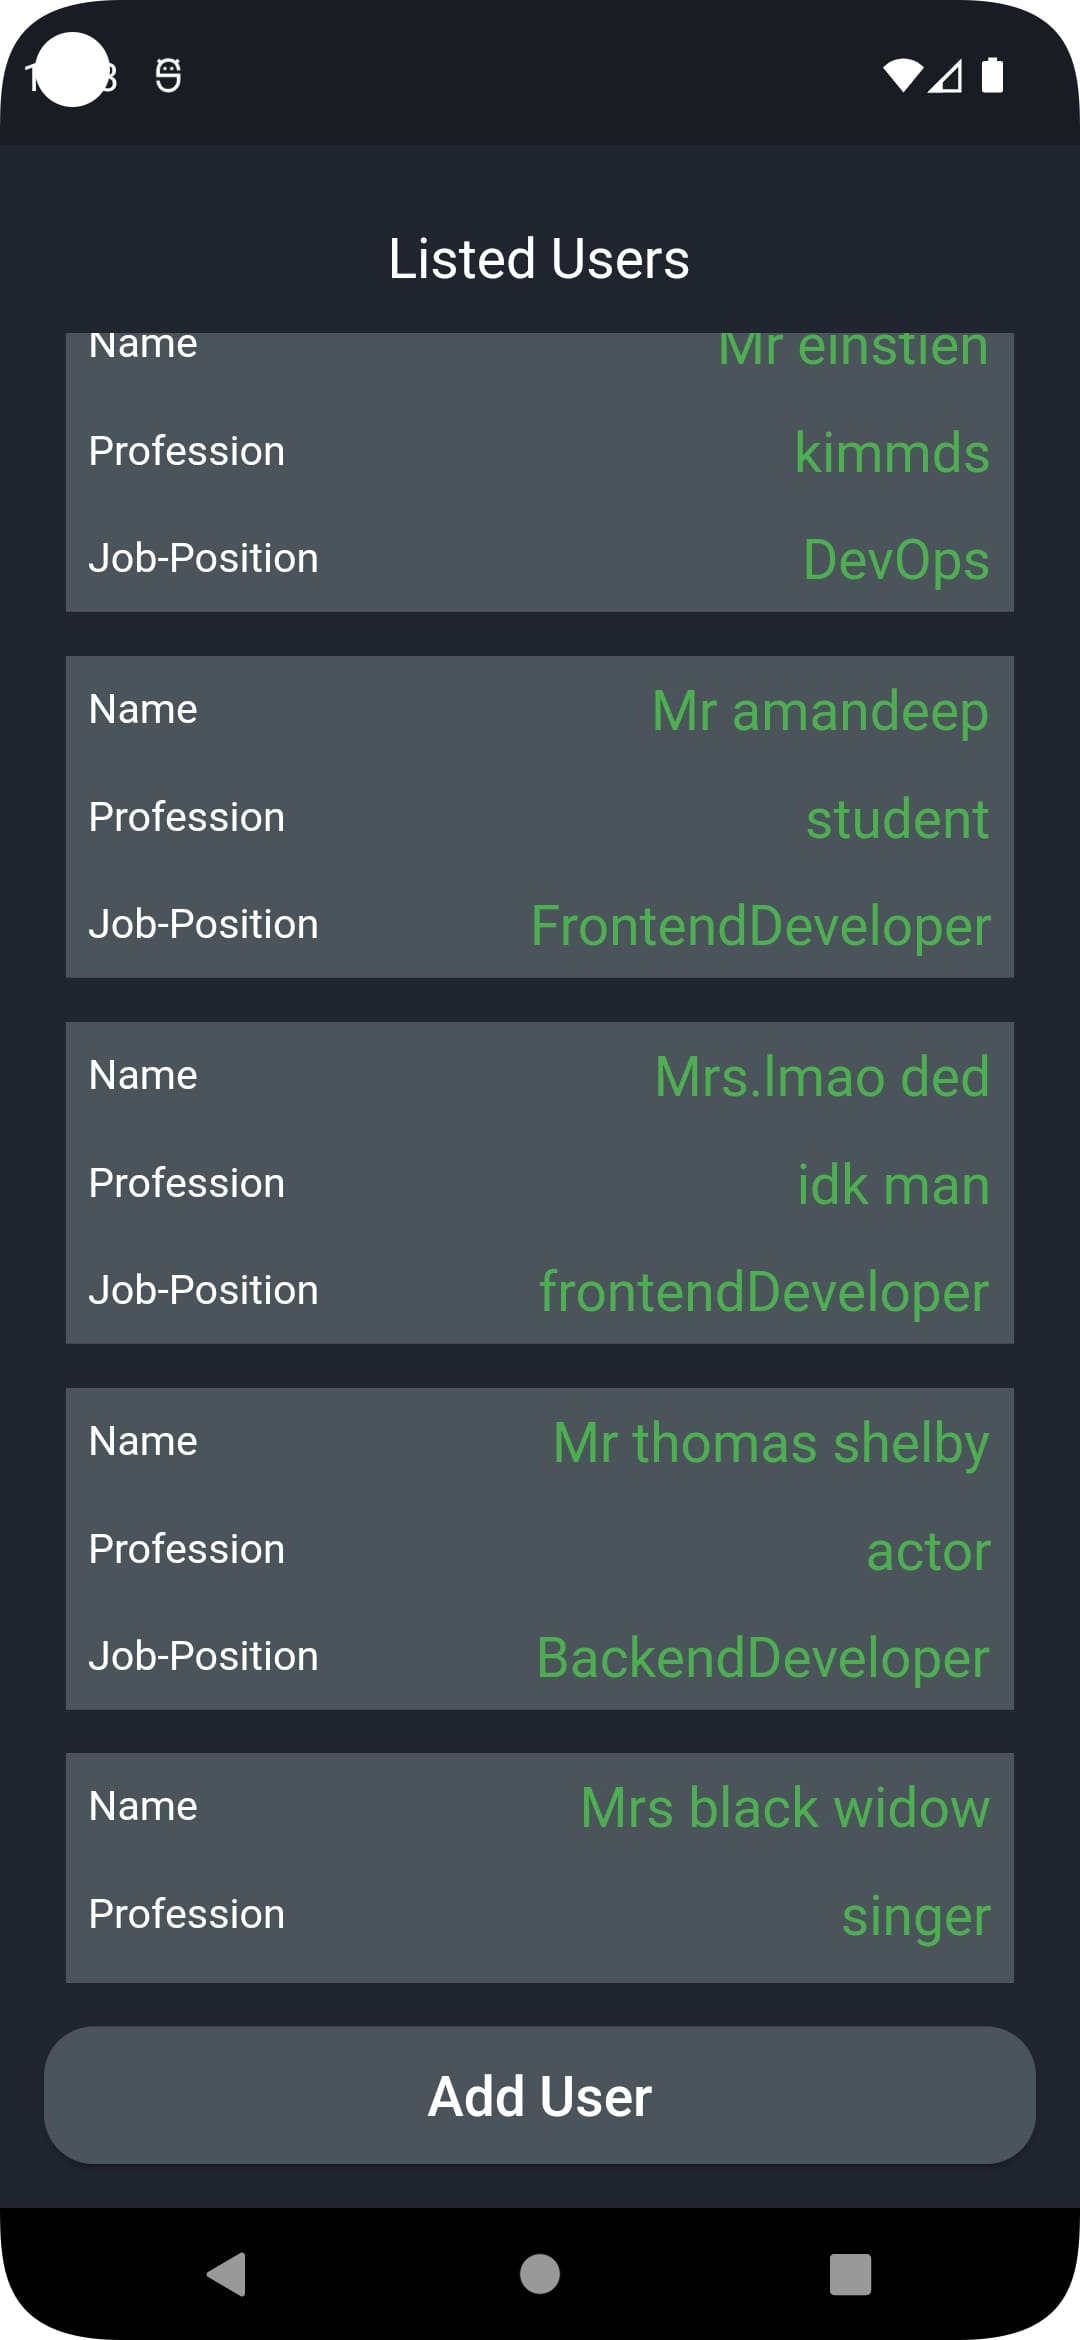 Listed Users
Name Mr einstien
Profession kimmds
Job-Position DevOps
Name Mr amandeep
Profession student
Job-Position FrontendDeveloper
Name Mrs.lmao ded
Profession idk man
Job-Position frontendDeveloper
Name Mr thomas shelby
Profession actor
Job-Position BackendDeveloper
Name Mrs black widow
Profession singer
Add User